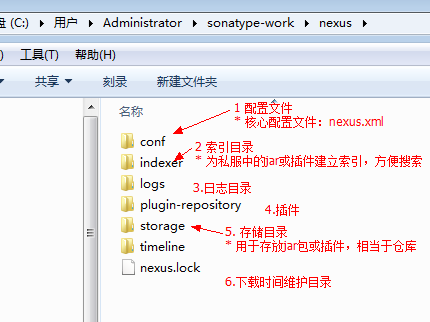 盘 (C:) ▸ 用户 ▸ Administrator ▸ sonatype-work ▸ nexus ▸
工具(T) 帮助(H)
共享 刻录 新建文件夹
名称
1 配置文件
* 核心配置文件：nexus.xml
conf
2 索引目录
indexer
* 为私服中的jar或插件建立索引，方便搜索
logs
3.日志目录
plugin-repository
4.插件
storage
5. 存储目录
* 用于存放jar包或插件，相当于仓库
timeline
nexus.lock
6.下载时间维护目录